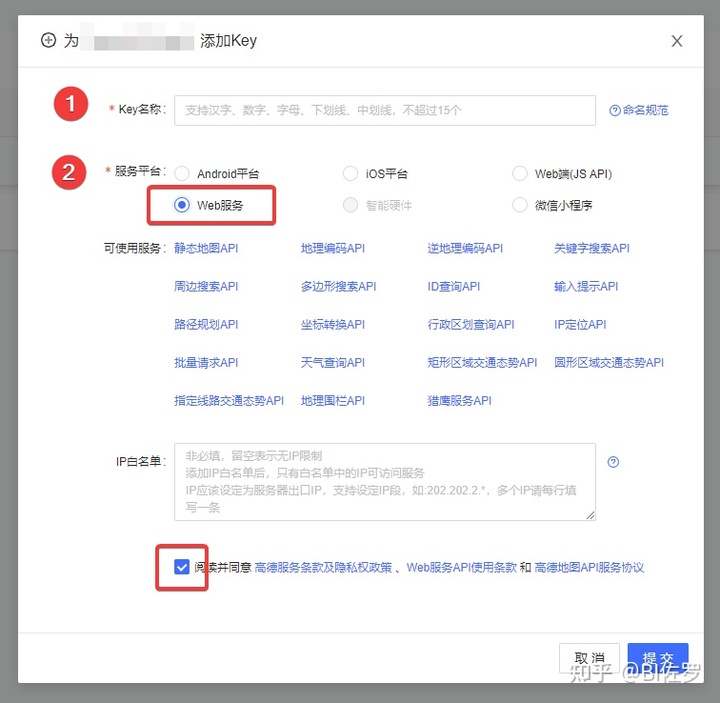 为 添加Key
1 * Key名称: 支持汉字、数字、字母、下划线、中划线，不超过15个 命名规范
2 * 服务平台: Android平台 iOS平台 Web端(JS API)
Web服务 智能硬件 微信小程序
可使用服务: 静态地图API 地理编码API 逆地理编码API 关键字搜索API
周边搜索API 多边形搜索API ID查询API 输入提示API
路径规划API 坐标转换API 行政区划查询API IP定位API
批量请求API 天气查询API 矩形区域交通态势API 圆形区域交通态势API
指定线路交通态势API 地理围栏API 猎鹰服务API
IP白名单: 非必填，留空表示无IP限制
添加IP白名单后，只有白名单中的IP可访问服务
IP应该设定为服务器出口IP，支持设定IP段，如:202.202.2.*，多个IP请每行填
写一条
阅读并同意 高德服务条款及隐私权政策 、 Web服务API使用条款 和 高德地图API服务协议
取消 提交
知乎 @BI佐罗